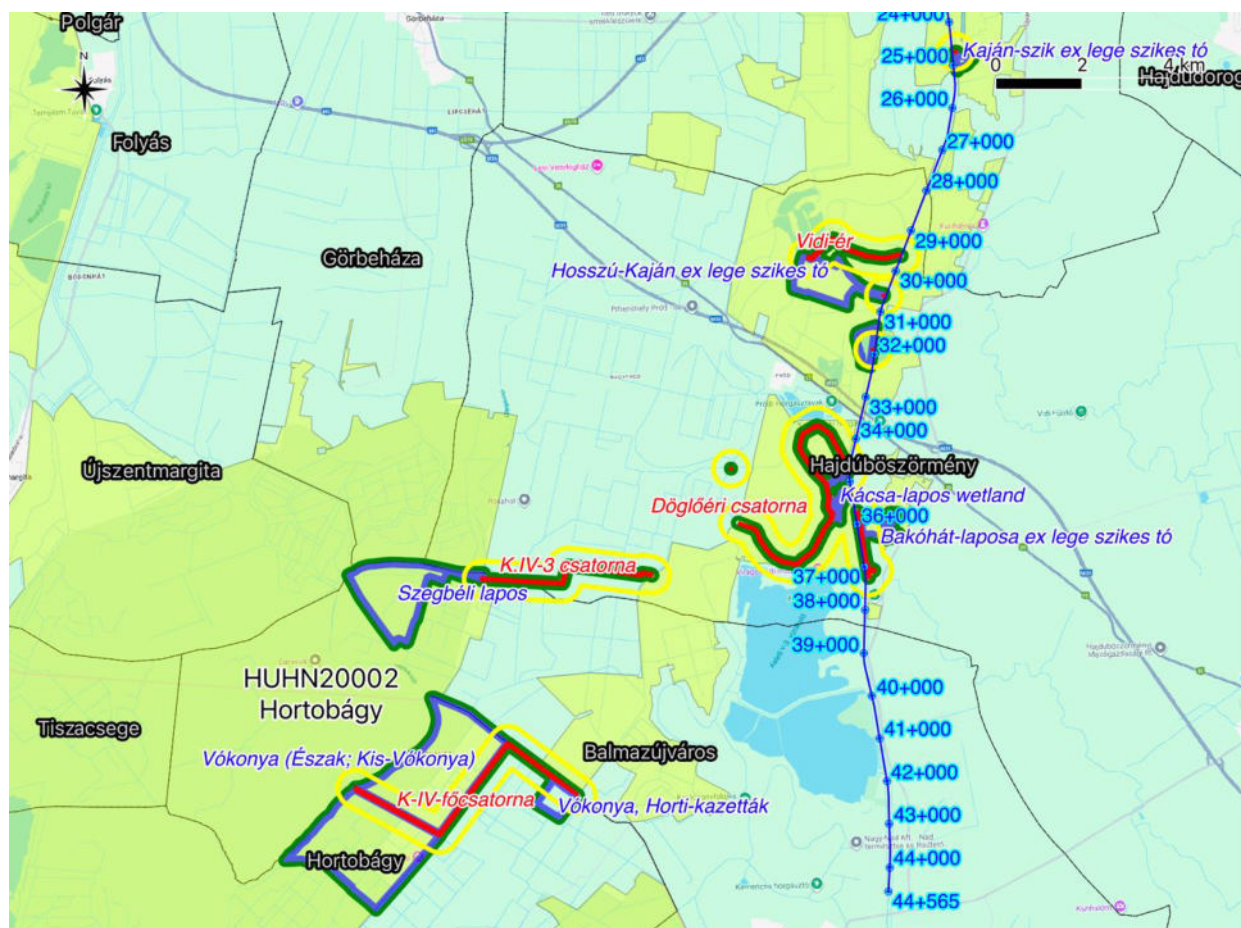 24+000
Polgár
Görbeháza
25+000
Kaján-szik ex lege szikes tó
N
0 2 4 km
Hajdúdorog
26+000
Folyás
27+000
28+000
29+000
Vidi-ér
Görbeháza
Hosszú-Kaján ex lege szikes tó
30+000
31+000
32+000
33+000
34+000
Újszentmargita
Hajdúböszörmény
Kácsa-lapos wetland
Döglőéri csatorna
36+000
Bakóhát-laposa ex lege szikes tó
K.IV-3 csatorna
37+000
Szegbéli lapos
38+000
39+000
HUHN20002
Hortobágy
40+000
Tiszacsege
41+000
Vókonya (Észak; Kis-Vókonya)
Balmazújváros
42+000
K-IV-főcsatorna
Vókonya, Horti-kazetták
43+000
Hortobágy
44+000
44+565